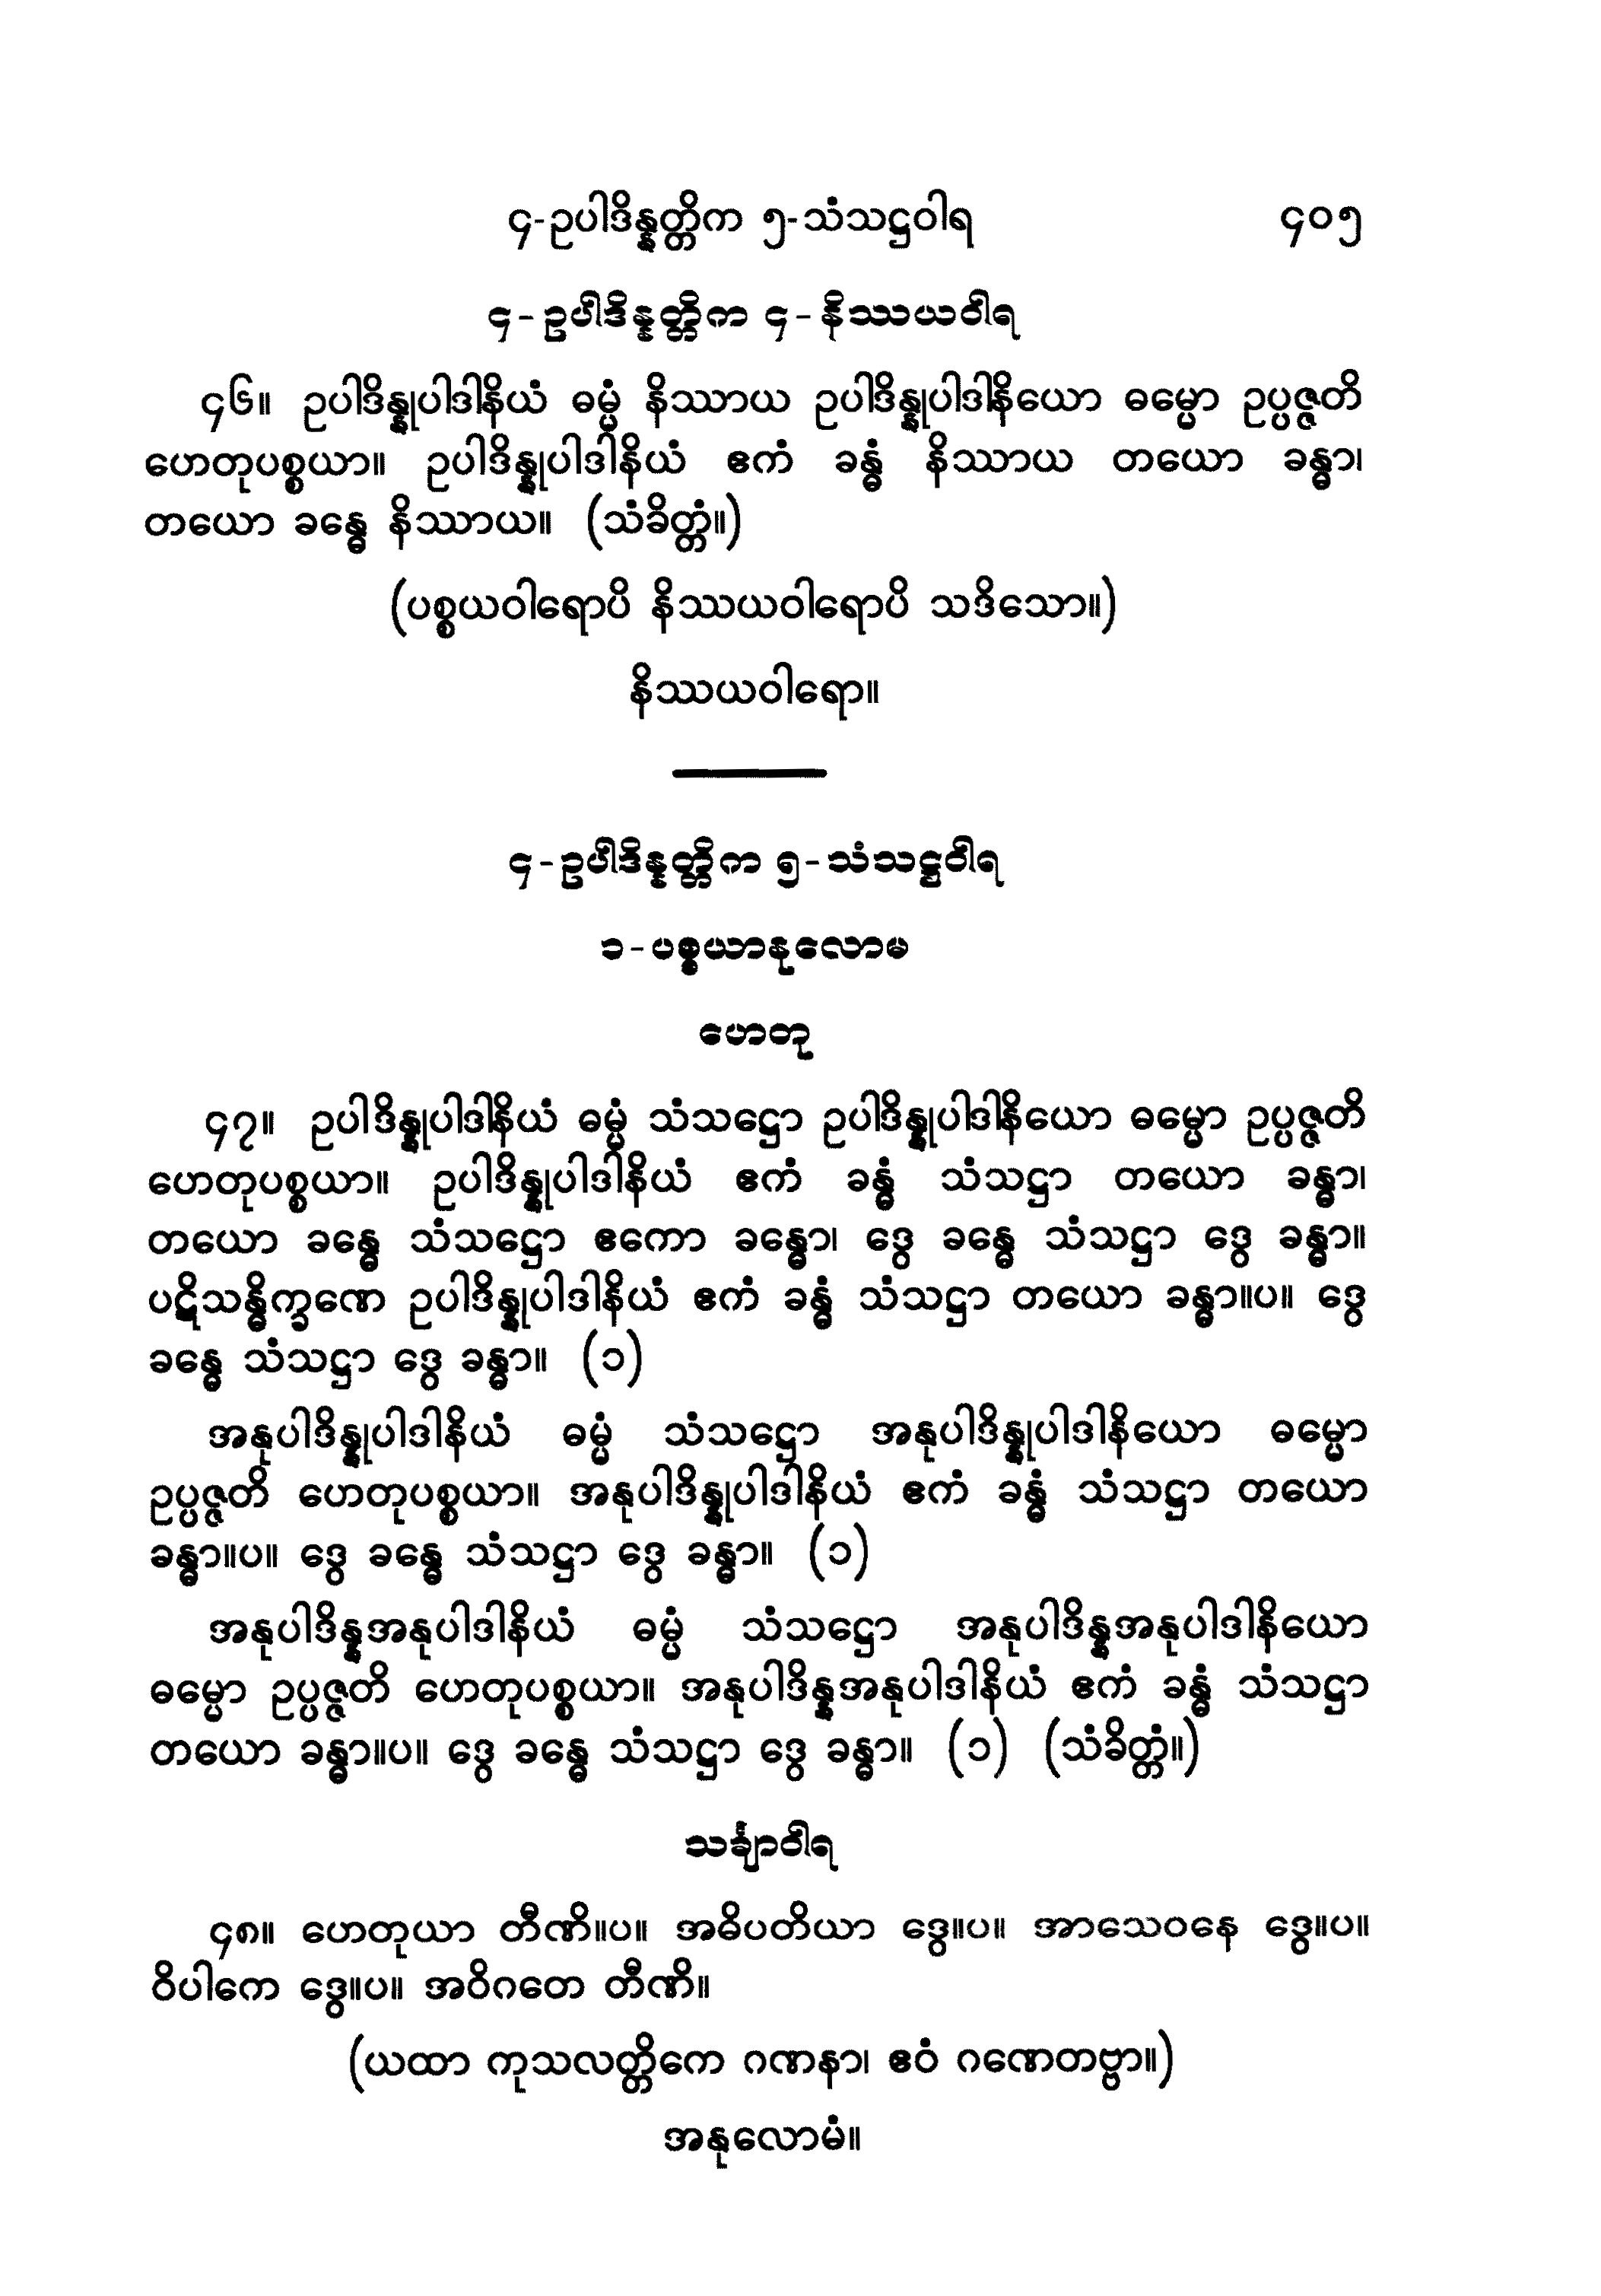 ၄-ဥပါဒိန္နတ္တိက ၅-သံသဋ္ဌဝါရ ၄၀၅
၄-ဥပါဒိန္နတ္တိက ၄-နိဿယဝါရ
၄၆။ ဥပါဒိန္နုပါဒါနိယံ ဓမ္မံ နိဿာယ ဥပါဒိန္နုပါဒါနိယော ဓမ္မော ဥပ္ပဇ္ဇတိ
ဟေတုပစ္စယာ။ ဥပါဒိန္နုပါဒါနိယံ ဧကံ ခန္ဓံ နိဿာယ တယော ခန္ဓာ၊
တယော ခန္ဓေ နိဿာယ။ (သံခိတ္တံ။)
(ပစ္စယဝါရောပိ နိဿယဝါရောပိ သဒိသော။)
နိဿယဝါရော။
၄-ဥပါဒိန္နတ္တိက ၅-သံသဋ္ဌဝါရ
၁-ပစ္စယာနုလောမ
ဟေတု
၄၇။ ဥပါဒိန္နုပါဒါနိယံ ဓမ္မံ သံသဋ္ဌော ဥပါဒိန္နုပါဒါနိယော ဓမ္မော ဥပ္ပဇ္ဇတိ
ဟေတုပစ္စယာ။ ဥပါဒိန္နုပါဒါနိယံ ဧကံ ခန္ဓံ သံသဋ္ဌာ တယော ခန္ဓာ၊
တယော ခန္ဓေ သံသဋ္ဌော ဧကော ခန္ဓော၊ ဒွေ ခန္ဓေ သံသဋ္ဌာ ဒွေ ခန္ဓာ။
ပဋိသန္ဓိက္ခဏေ ဥပါဒိန္နုပါဒါနိယံ ဧကံ ခန္ဓံ သံသဋ္ဌာ တယော ခန္ဓာ။ပ။ ဒွေ
ခန္ဓေ သံသဋ္ဌာ ဒွေ ခန္ဓာ။ (၁)
အနုပါဒိန္နုပါဒါနိယံ ဓမ္မံ သံသဋ္ဌော အနုပါဒိန္နုပါဒါနိယော ဓမ္မော
ဥပ္ပဇ္ဇတိ ဟေတုပစ္စယာ။ အနုပါဒိန္နုပါဒါနိယံ ဧကံ ခန္ဓံ သံသဋ္ဌာ တယော
ခန္ဓာ။ပ။ ဒွေ ခန္ဓေ သံသဋ္ဌာ ဒွေ ခန္ဓာ။ (၁)
အနုပါဒိန္နအနုပါဒါနိယံ ဓမ္မံ သံသဋ္ဌော အနုပါဒိန္နအနုပါဒါနိယော
ဓမ္မော ဥပ္ပဇ္ဇတိ ဟေတုပစ္စယာ။ အနုပါဒိန္နအနုပါဒါနိယံ ဧကံ ခန္ဓံ သံသဋ္ဌာ
တယော ခန္ဓာ။ပ။ ဒွေ ခန္ဓေ သံသဋ္ဌာ ဒွေ ခန္ဓာ။ (၁) (သံခိတ္တံ။)
သင်္ချာဝါရ
၄၈။ ဟေတုယာ တီဏိ။ပ။ အဓိပတိယာ ဒွေ။ပ။ အာသေဝနေ ဒွေ။ပ။
ဝိပါကေ ဒွေ။ပ။ အဝိဂတေ တီဏိ။
(ယထာ ကုသလတ္တိကေ ဂဏနာ၊ ဧဝံ ဂဏေတဗ္ဗာ။)
အနုလောမံ။